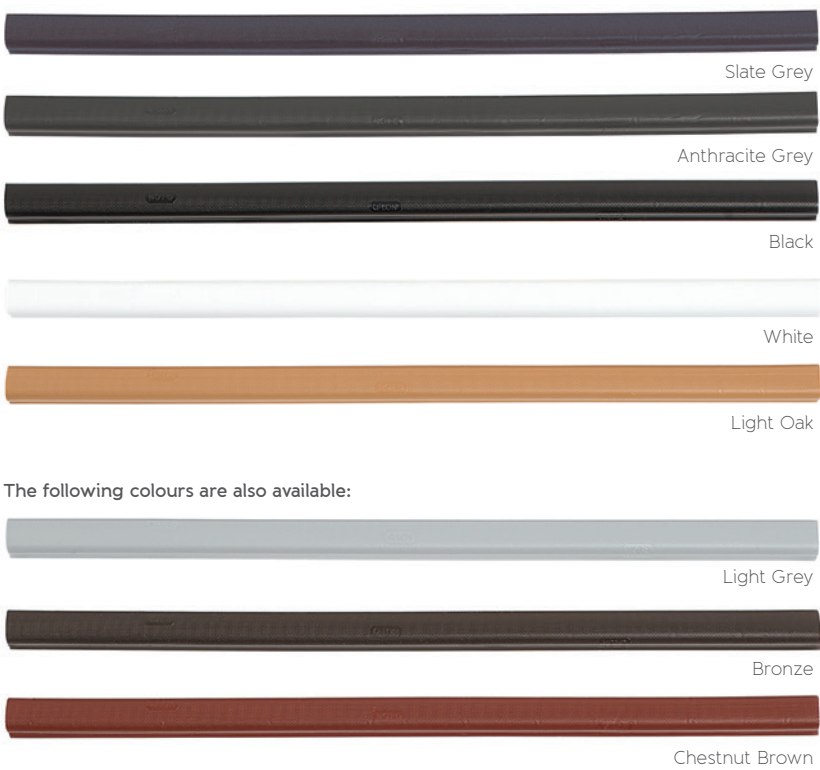 Slate Grey
Anthracite Grey
Black
White
Light Oak
The following colours are also available:
Light Grey
Bronze
Chestnut Brown